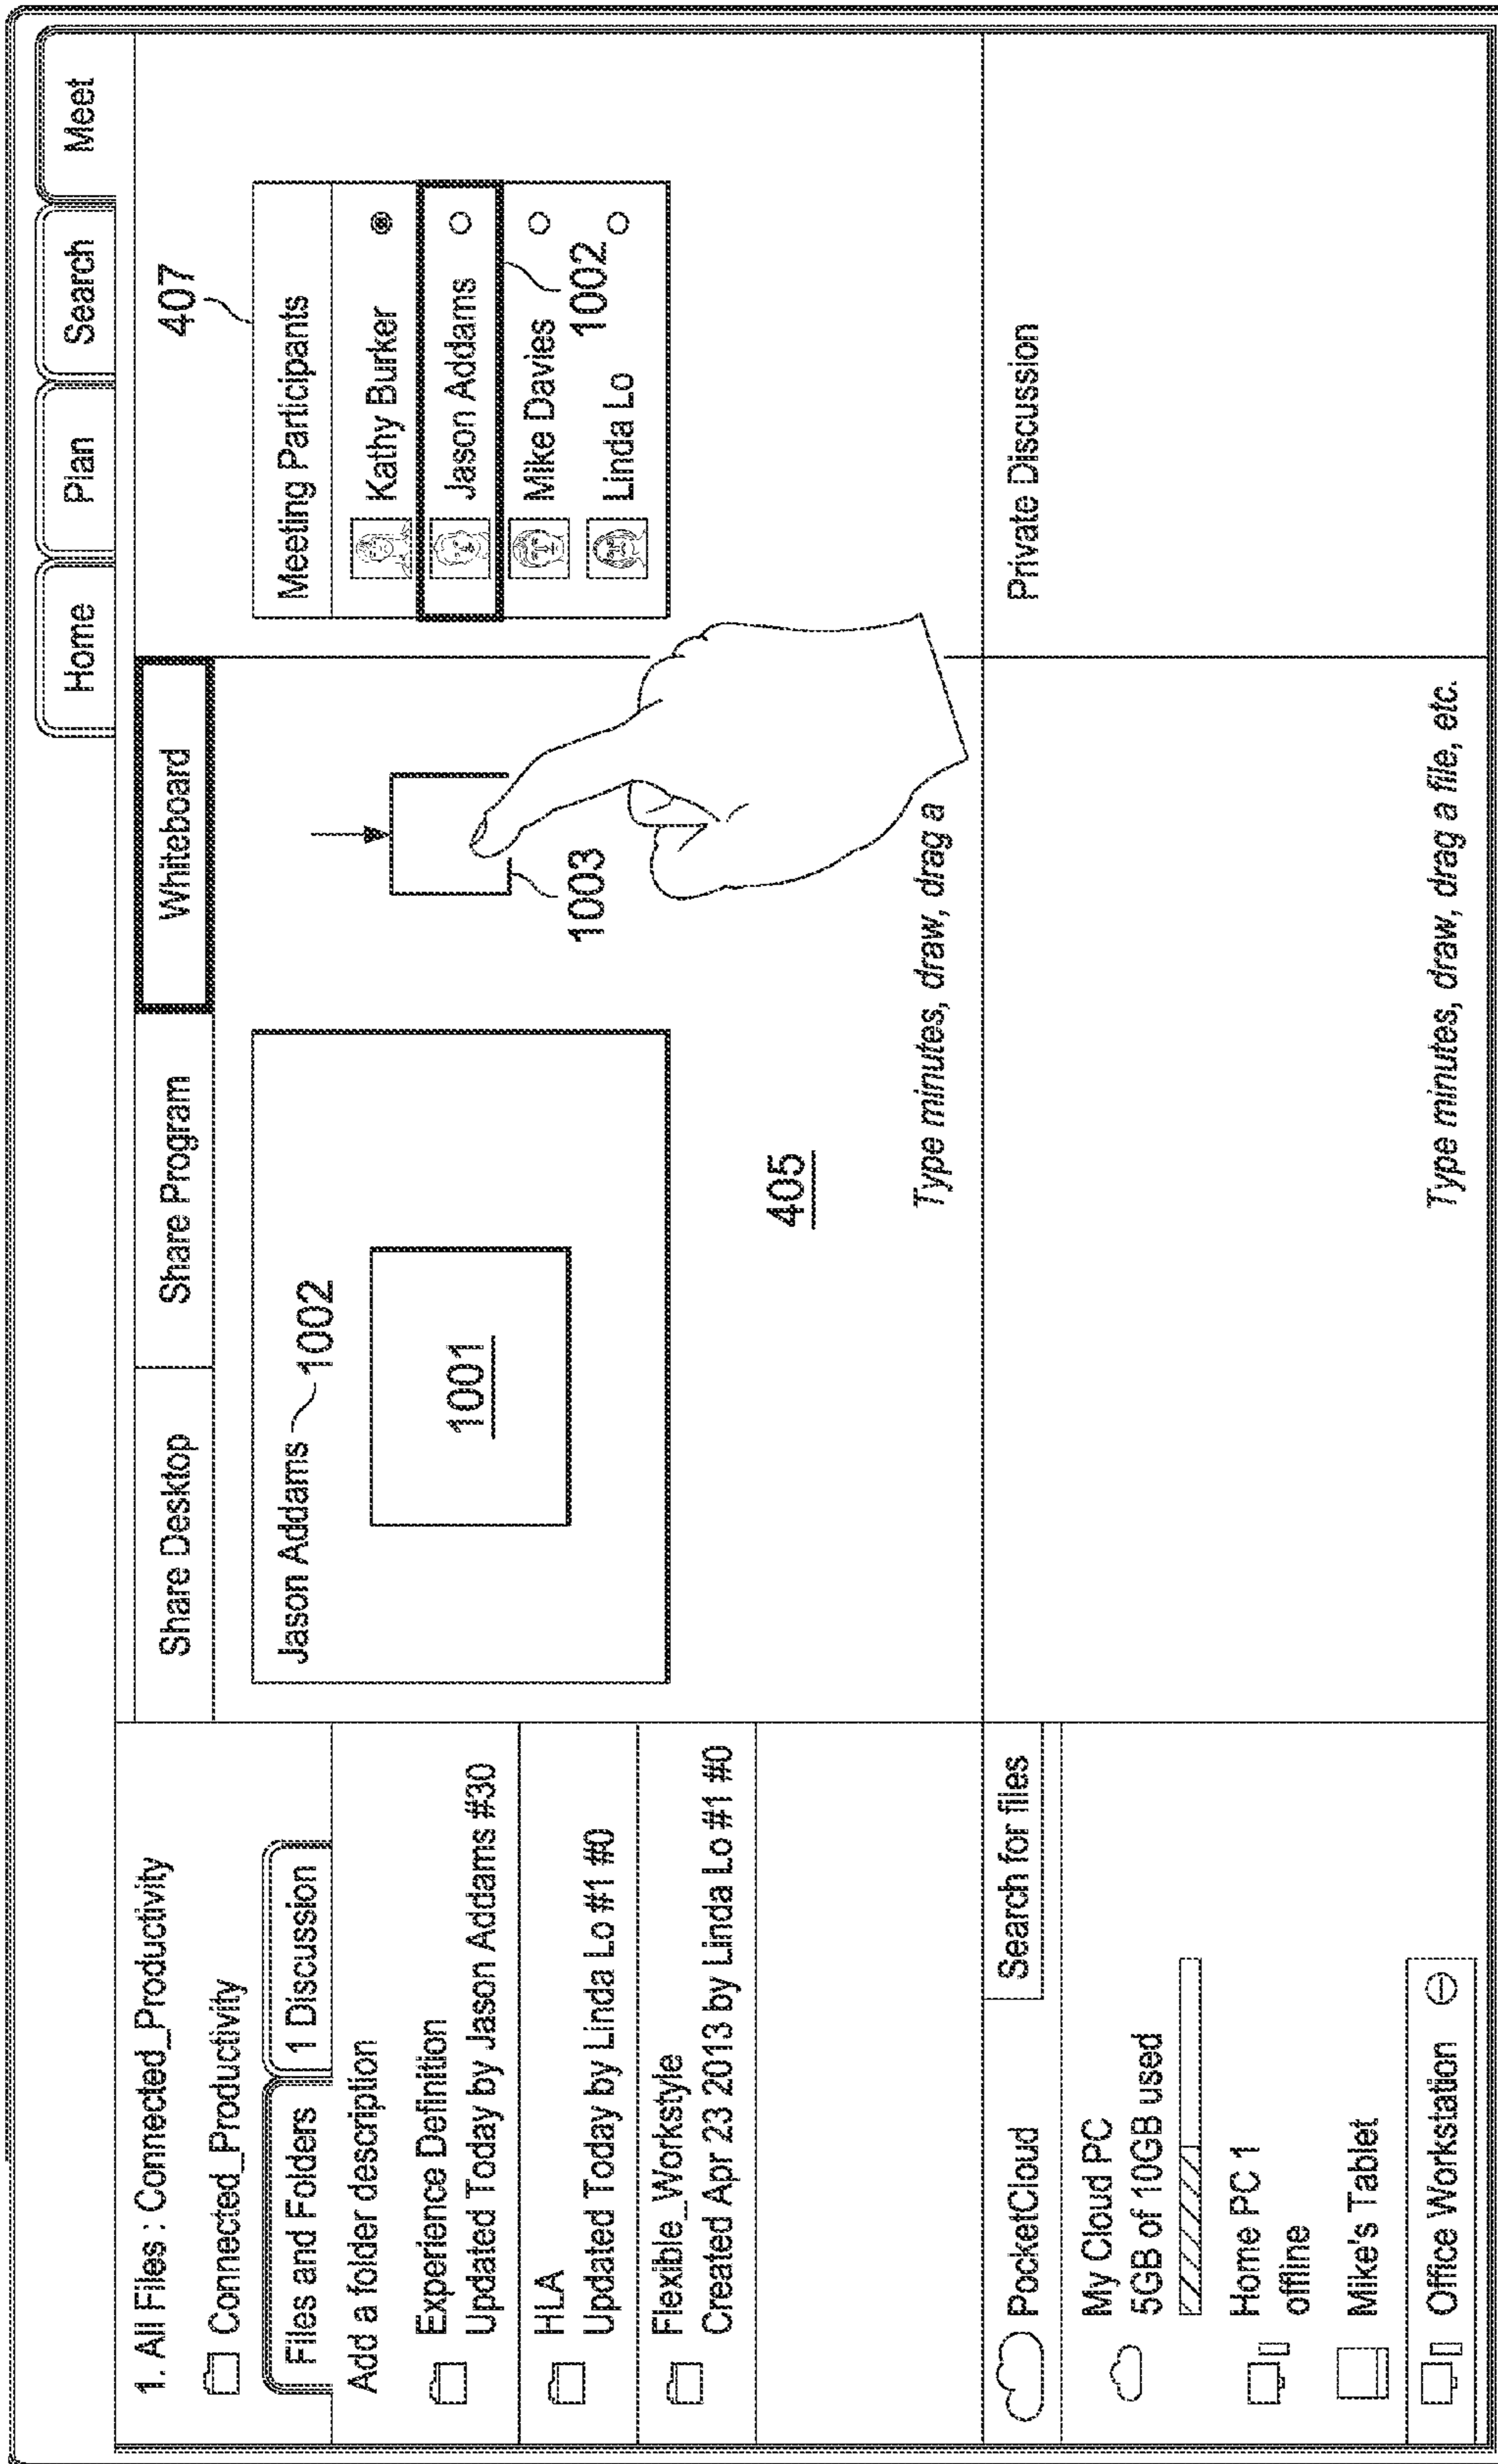 Home
Plan
Search
Meet
1. All Files : Connected_Productivity
Connected_Productivity
Files and Folders
1 Discussion
Add a folder description
Experience Definition
Updated Today by Jason Addams #30
HLA
Updated Today by Linda Lo #1 #0
Flexible_Workstyle
Created Apr 23 2013 by Linda Lo #1 #0
PocketCloud
Search for files
My Cloud PC
5GB of 10GB used
Home PC 1
offline
Mike's Tablet
Office Workstation
Share Desktop
Share Program
Whiteboard
Jason Addams
1002
1001
1003
405
Type minutes, draw, drag a
Type minutes, draw, drag a file, etc.
407
Meeting Participants
Kathy Burker
Jason Addams
Mike Davies
1002
Linda Lo
Private Discussion